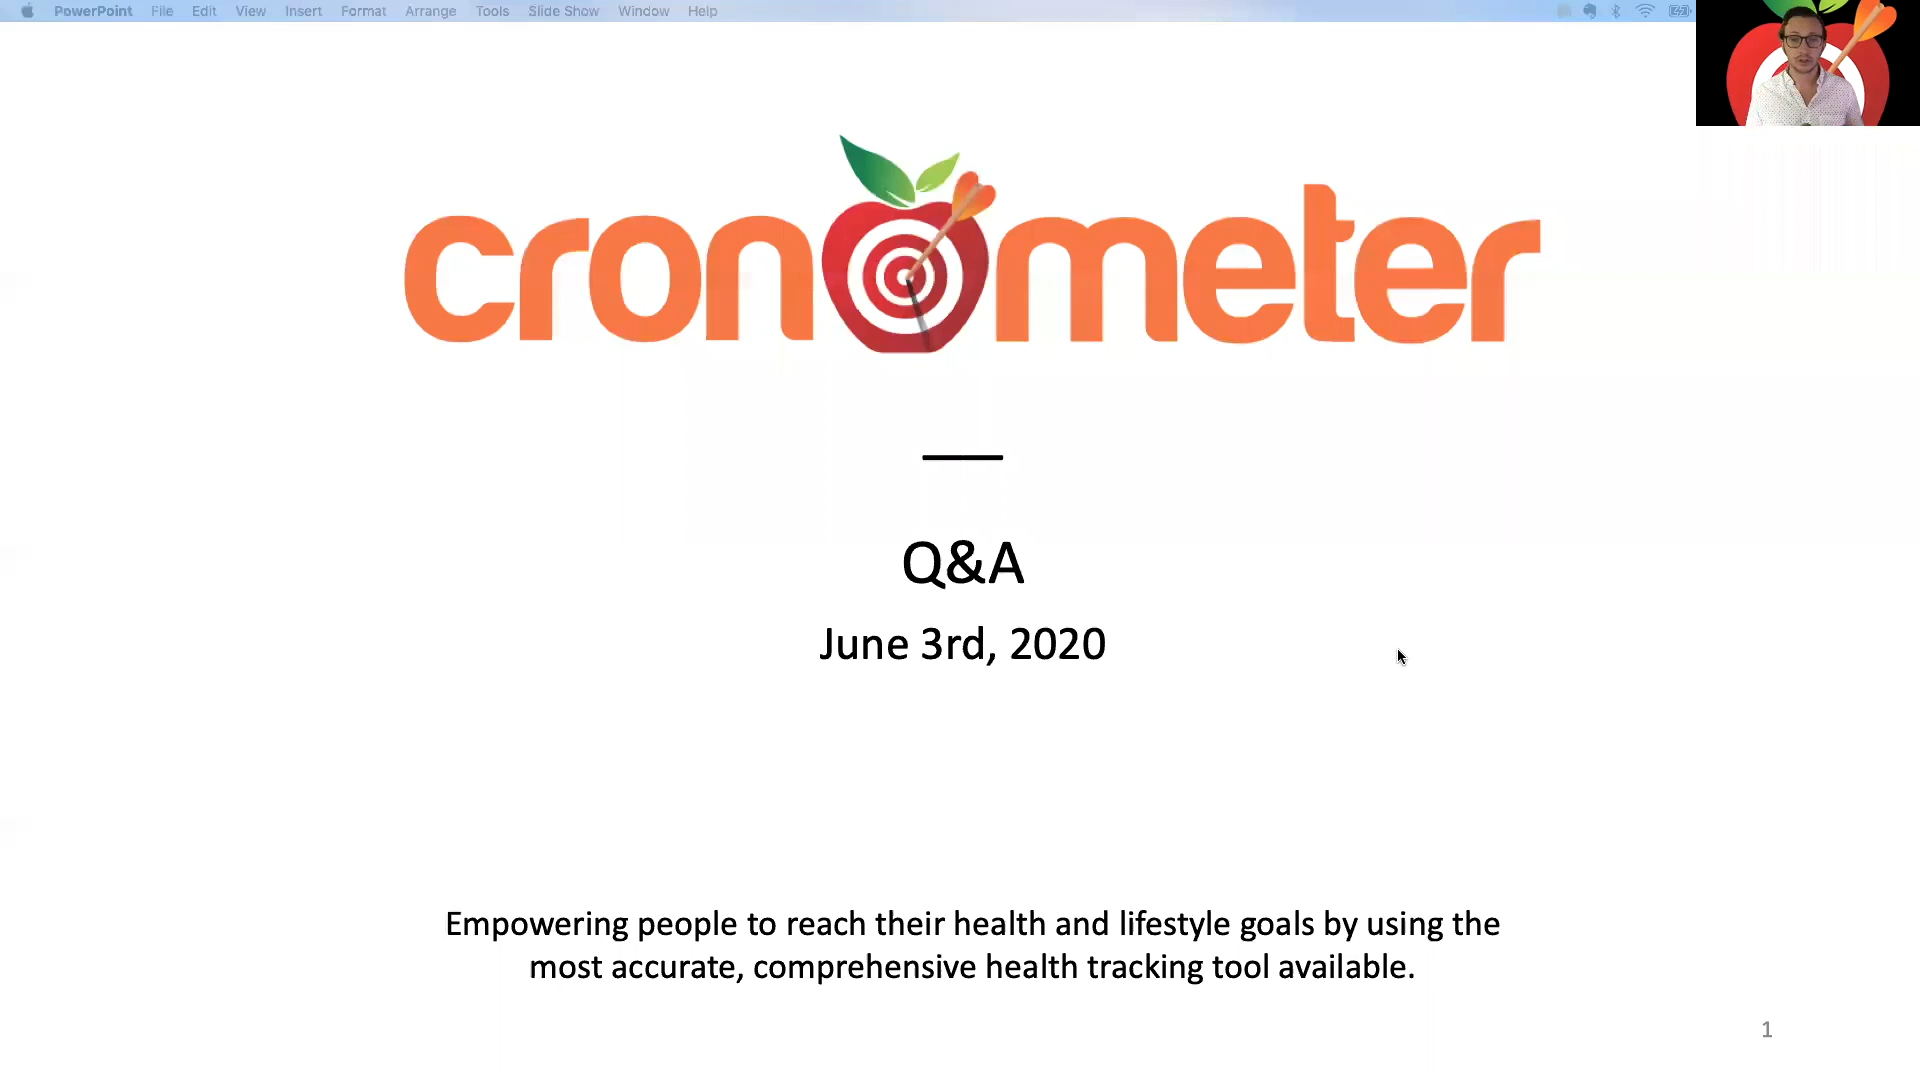 PowerPoint File Edit View Insert Format Arrange Tools Slide Show Window Help
cronometer
Q&A
June 3rd, 2020
Empowering people to reach their health and lifestyle goals by using the
most accurate, comprehensive health tracking tool available.
1